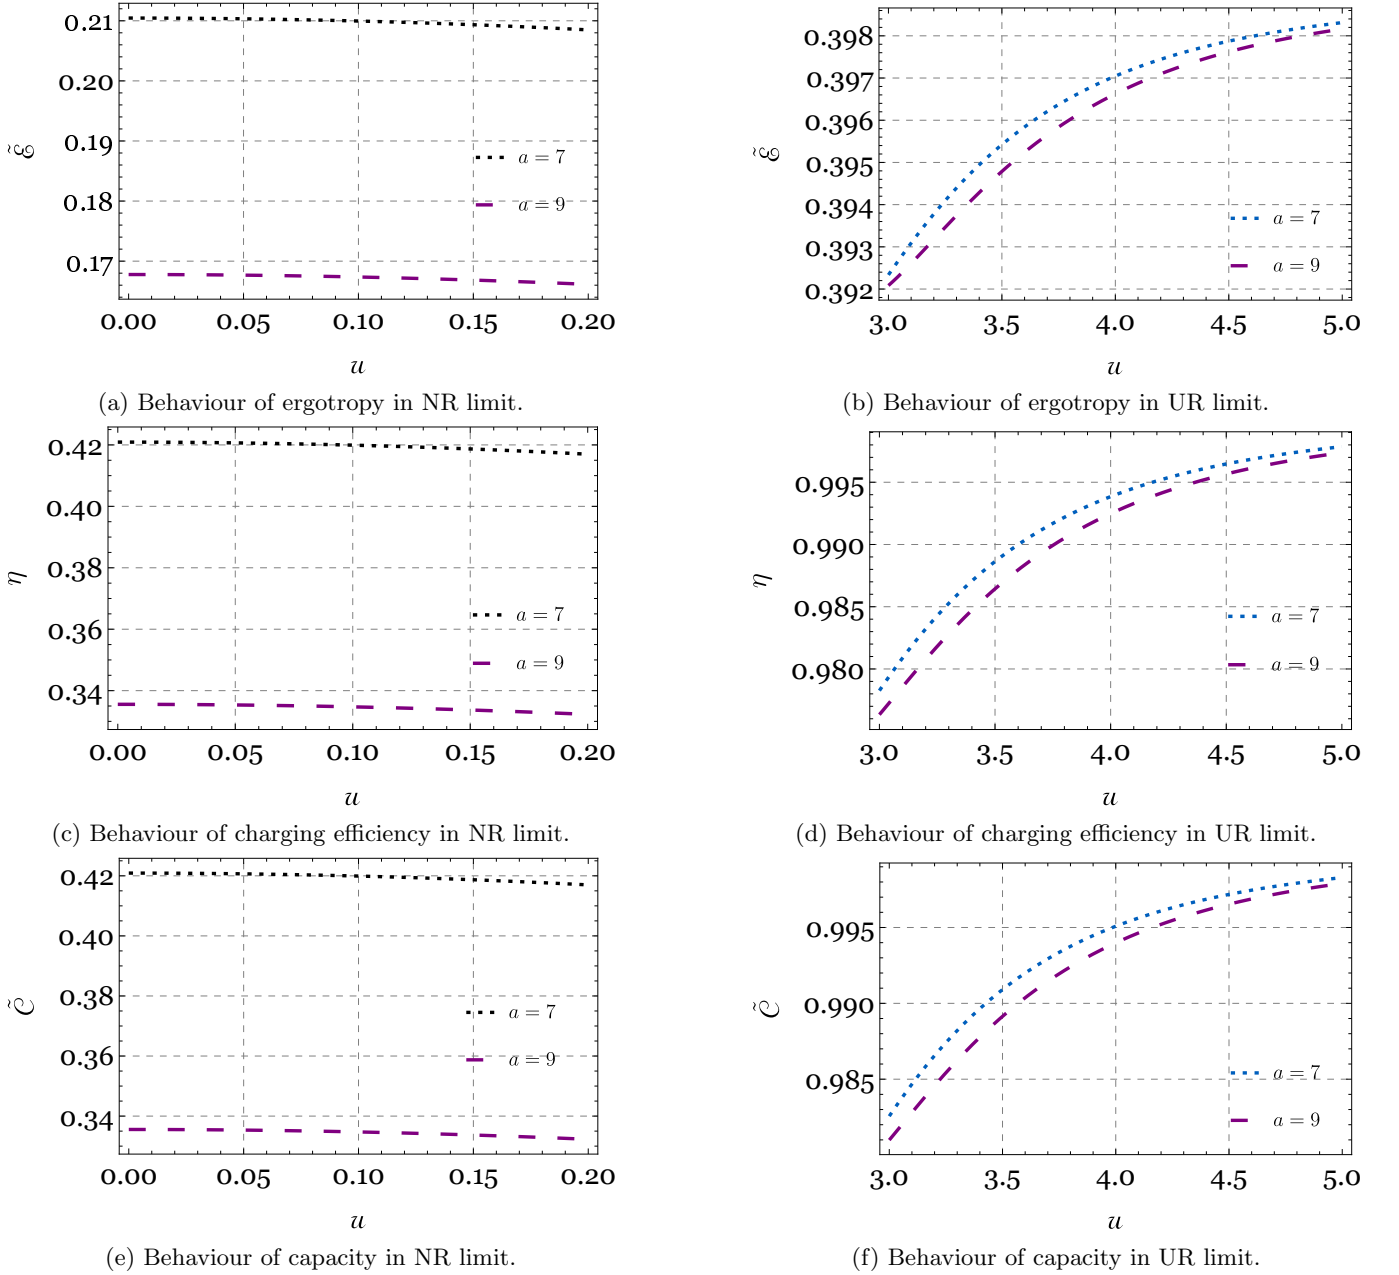 0.21
0.20
0.19
0.18
0.17
ℰ̃
a = 7
a = 9
0.00 0.05 0.10 0.15 0.20
u
(a) Behaviour of ergotropy in NR limit.
0.398
0.397
0.396
0.395
0.394
0.393
0.392
ℰ̃
a = 7
a = 9
3.0 3.5 4.0 4.5 5.0
u
(b) Behaviour of ergotropy in UR limit.
0.42
0.40
0.38
0.36
0.34
η
a = 7
a = 9
0.00 0.05 0.10 0.15 0.20
u
(c) Behaviour of charging efficiency in NR limit.
0.995
0.990
0.985
0.980
η
a = 7
a = 9
3.0 3.5 4.0 4.5 5.0
u
(d) Behaviour of charging efficiency in UR limit.
0.42
0.40
0.38
0.36
0.34
𝒞̃
a = 7
a = 9
0.00 0.05 0.10 0.15 0.20
u
(e) Behaviour of capacity in NR limit.
0.995
0.990
0.985
𝒞̃
a = 7
a = 9
3.0 3.5 4.0 4.5 5.0
u
(f) Behaviour of capacity in UR limit.